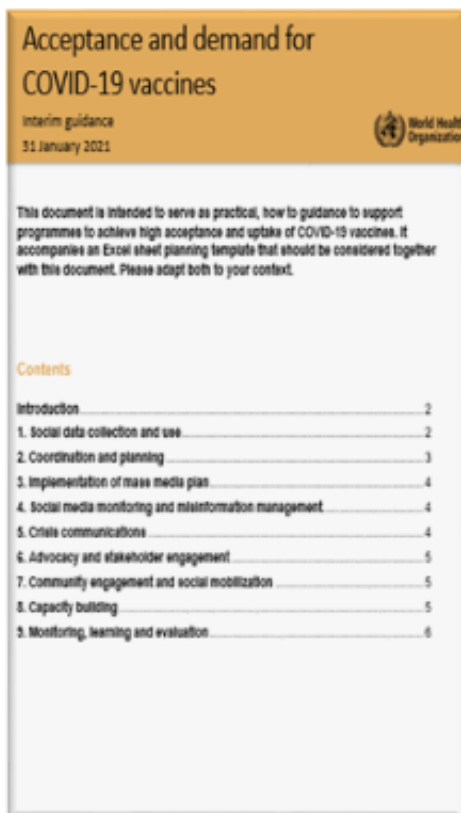 Acceptance and demand for
COVID-19 vaccines
Interim guidance
31 January 2021
World Health
Organization
This document is intended to serve as practical, how to guidance to support
programmes to achieve high acceptance and uptake of COVID-19 vaccines. It
accompanies an Excel sheet planning template that should be considered together
with this document. Please adapt both to your context.
Contents
Introduction 2
1. Social data collection and use 2
2. Coordination and planning 3
3. Implementation of mass media plan 4
4. Social media monitoring and misinformation management 4
5. Crisis communications 4
6. Advocacy and stakeholder engagement 5
7. Community engagement and social mobilization 5
8. Capacity building 5
9. Monitoring, learning and evaluation 6